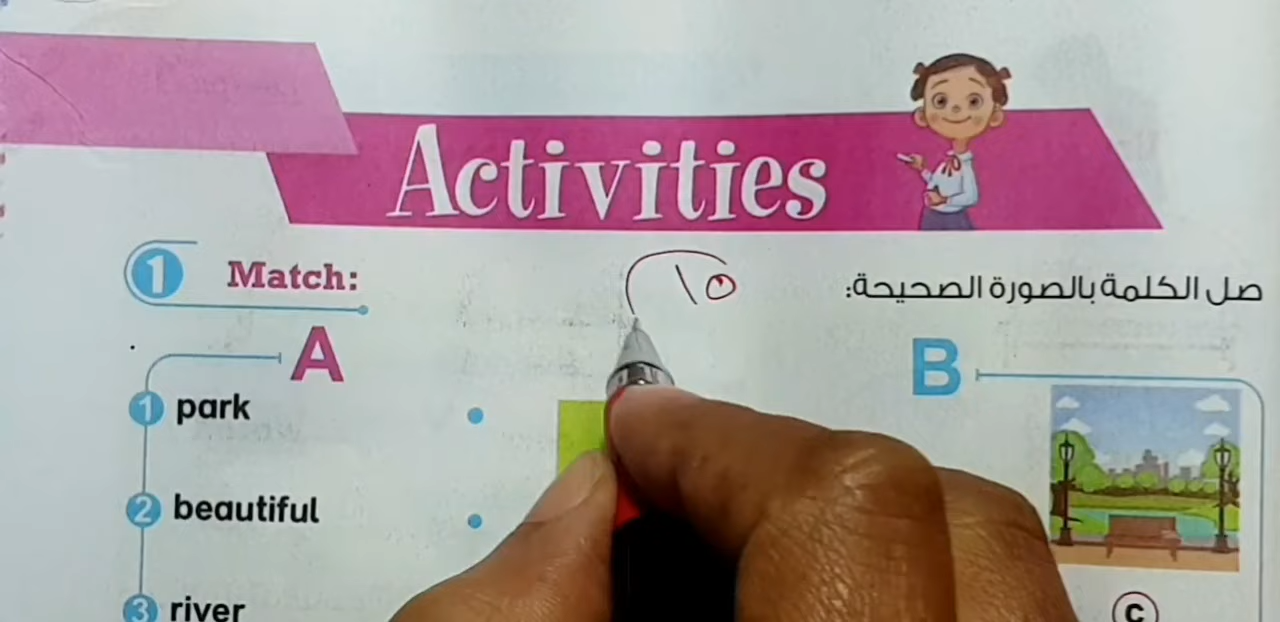 Activities
1 Match:
١٥
صل الكلمة بالصورة الصحيحة:
A
B
1 park
2 beautiful
3 river
c